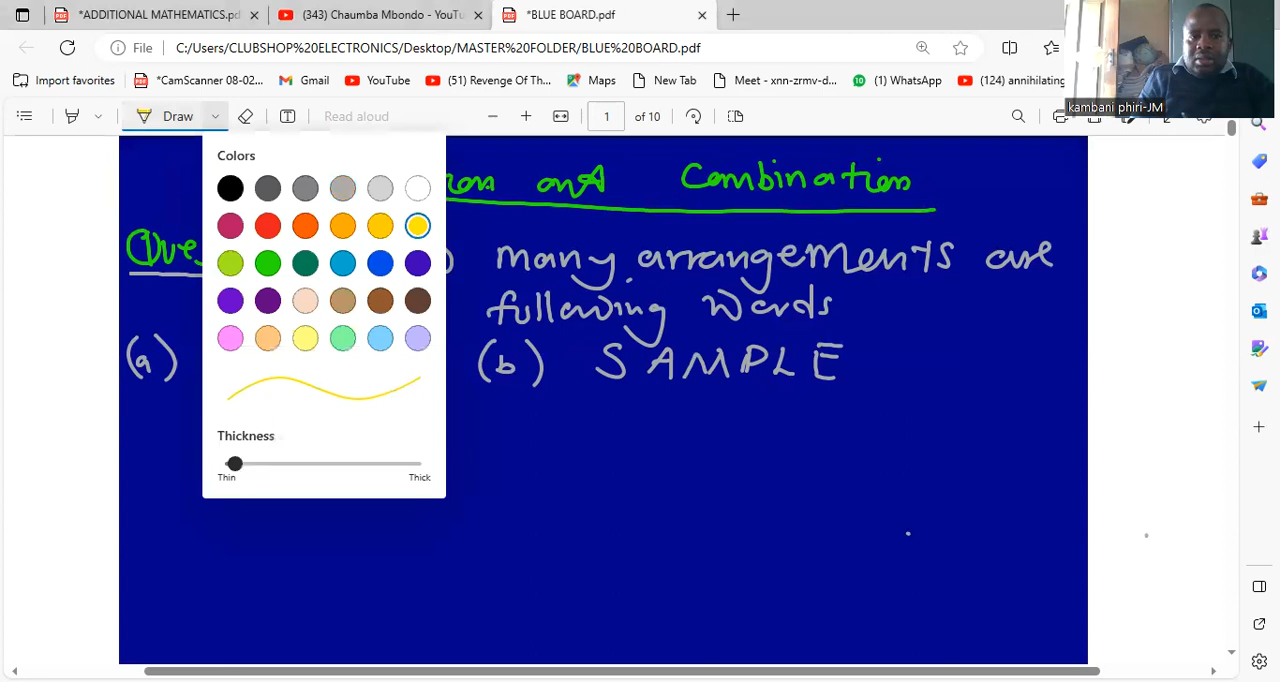 *ADDITIONAL MATHEMATICS.pd
(343) Chaumba Mbondo - YouTu
*BLUE BOARD.pdf
File C:/Users/CLUBSHOP%20ELECTRONICS/Desktop/MASTER%20FOLDER/BLUE%20BOARD.pdf
Import favorites *CamScanner 08-02... Gmail YouTube (51) Revenge Of Th... Maps New Tab Meet - xnn-zrmv-d... 10 (1) WhatsApp (124) annihilating
kambani phiri-JM
Draw Read aloud 1 of 10
Colors
Thickness
Thin Thick
and Combination
many arrangements are
following words
(a) (b) SAMPLE